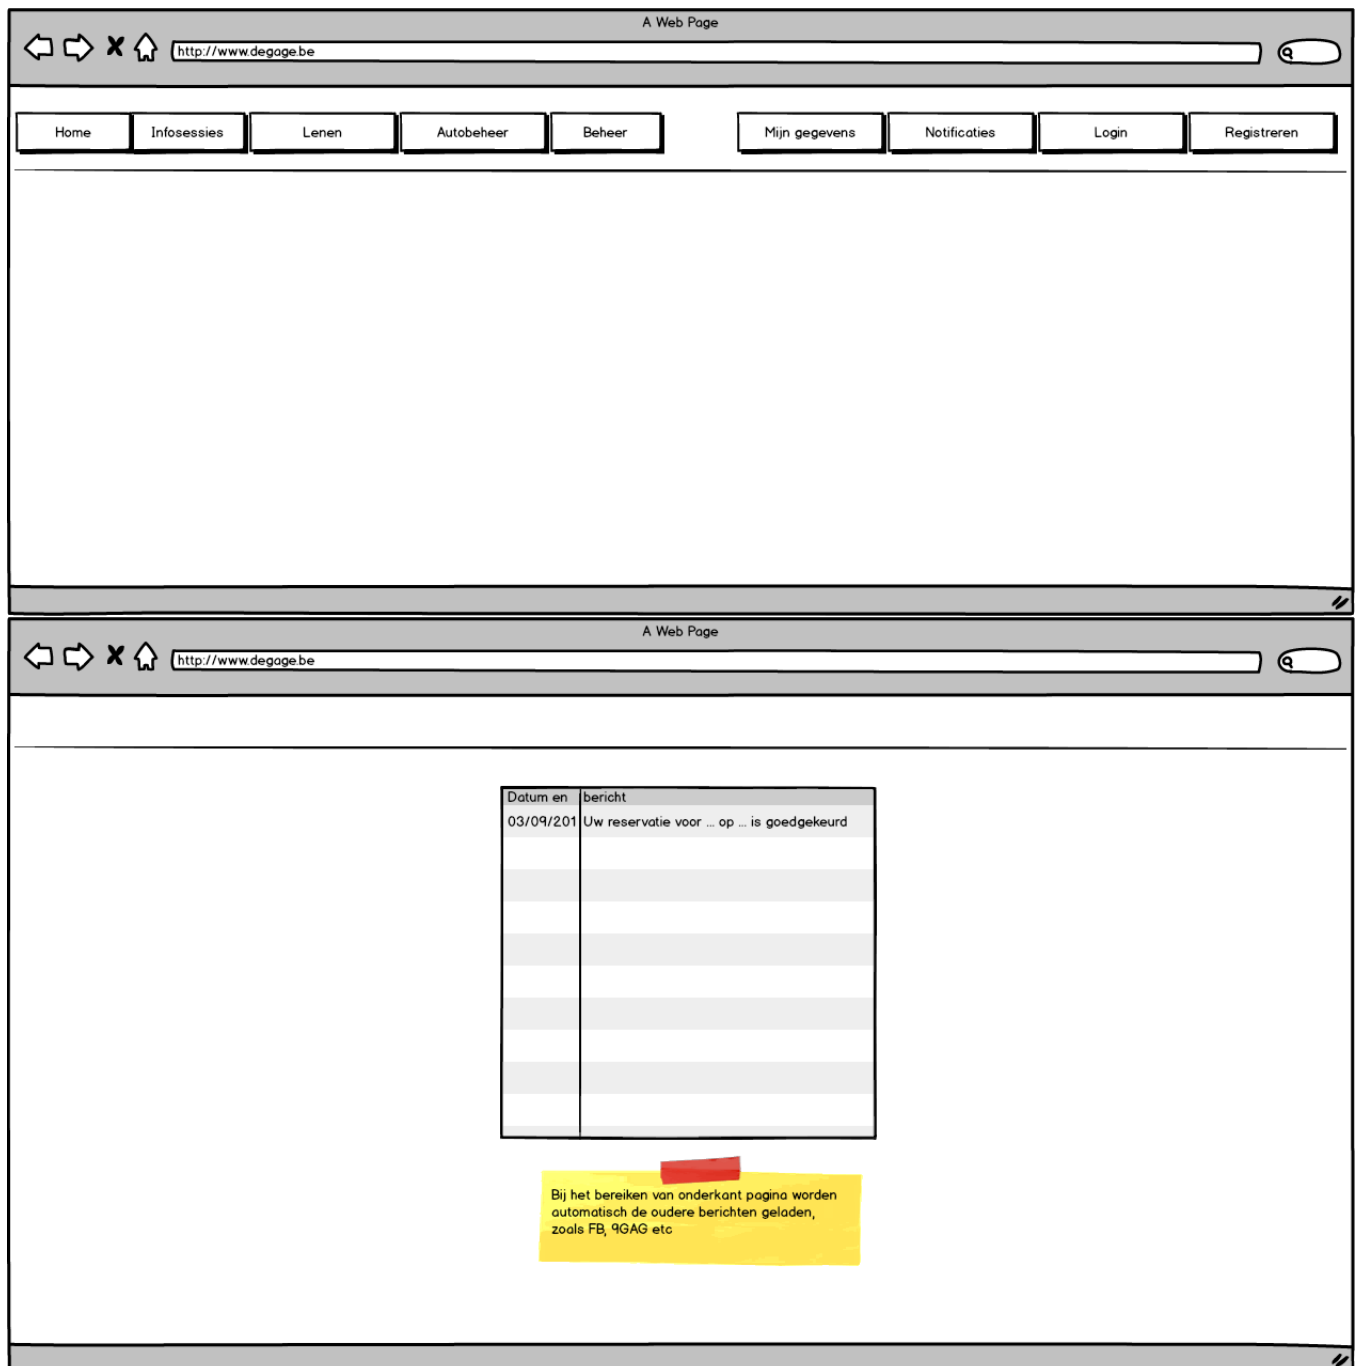 A Web Page
http://www.degage.be
Home Infosessies Lenen Autobeheer Beheer Mijn gegevens Notificaties Login Registreren
A Web Page
http://www.degage.be
Datum en bericht
03/09/201 Uw reservatie voor ... op ... is goedgekeurd
Bij het bereiken van onderkant pagina worden
automatisch de oudere berichten geladen,
zoals FB, 9GAG etc